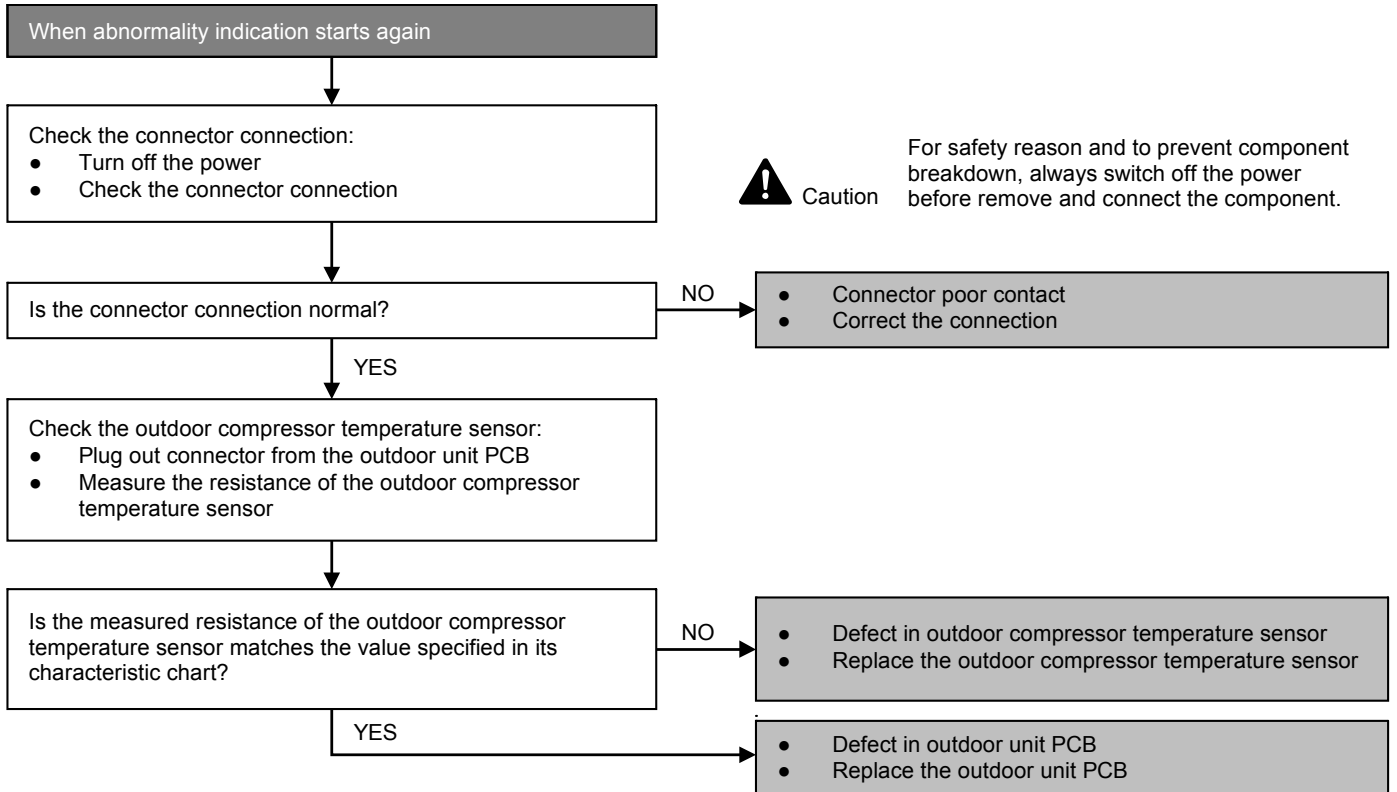 When abnormality indication starts again
Check the connector connection:
● Turn off the power
● Check the connector connection
Caution
For safety reason and to prevent component
breakdown, always switch off the power
before remove and connect the component.
Is the connector connection normal?
NO
● Connector poor contact
● Correct the connection
YES
Check the outdoor compressor temperature sensor:
● Plug out connector from the outdoor unit PCB
● Measure the resistance of the outdoor compressor
temperature sensor
Is the measured resistance of the outdoor compressor
temperature sensor matches the value specified in its
characteristic chart?
NO
● Defect in outdoor compressor temperature sensor
● Replace the outdoor compressor temperature sensor
YES
● Defect in outdoor unit PCB
● Replace the outdoor unit PCB